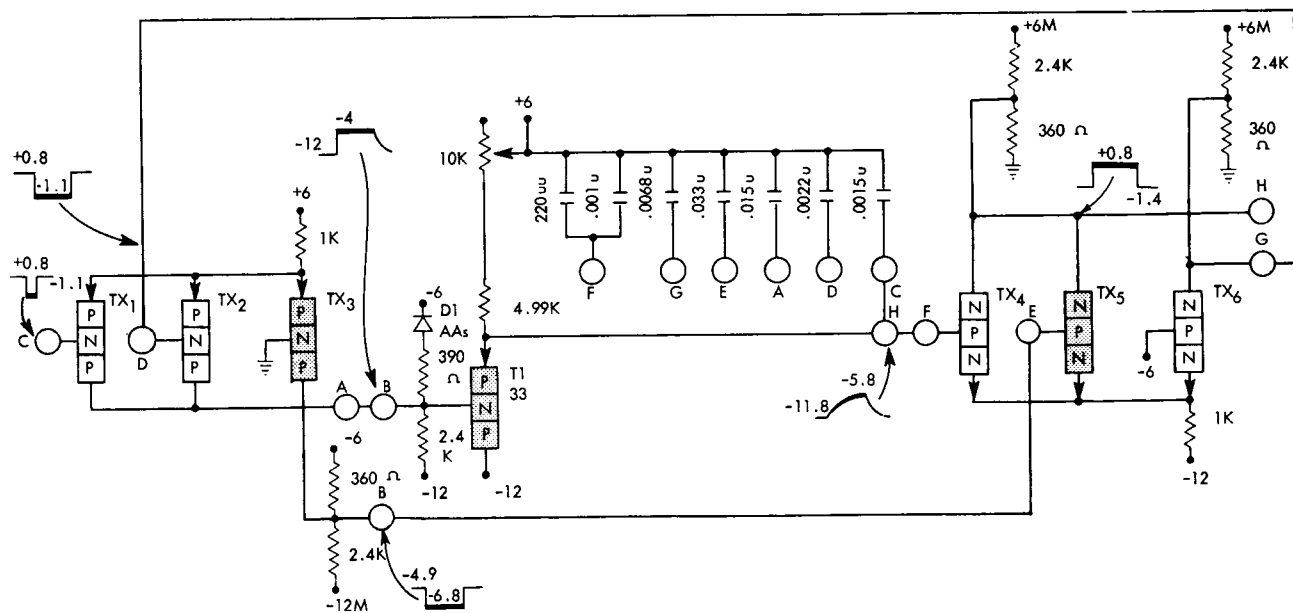 +6M
+6M
2.4K
2.4K
-4
-12
+6
360 Ω
360
Ω
+0.8
-1.1
10K
220uu
.001u
.0068u
.033u
.015u
.0022u
.0015u
+0.8
-1.4
H
+6
1K
G
F
G
E
A
D
C
+0.8
-1.1
TX1
TX2
TX3
-6
D1
AAs
390
Ω
4.99K
H
F
TX4
E
TX5
TX6
C
D
P
N
P
P
N
P
P
N
P
N
P
N
N
P
N
N
P
N
-6
A
B
T1
33
P
N
P
-5.8
-11.8
-6
2.4
K
1K
360 Ω
B
-12
-12
-12
2.4K
-4.9
-6.8
-12M